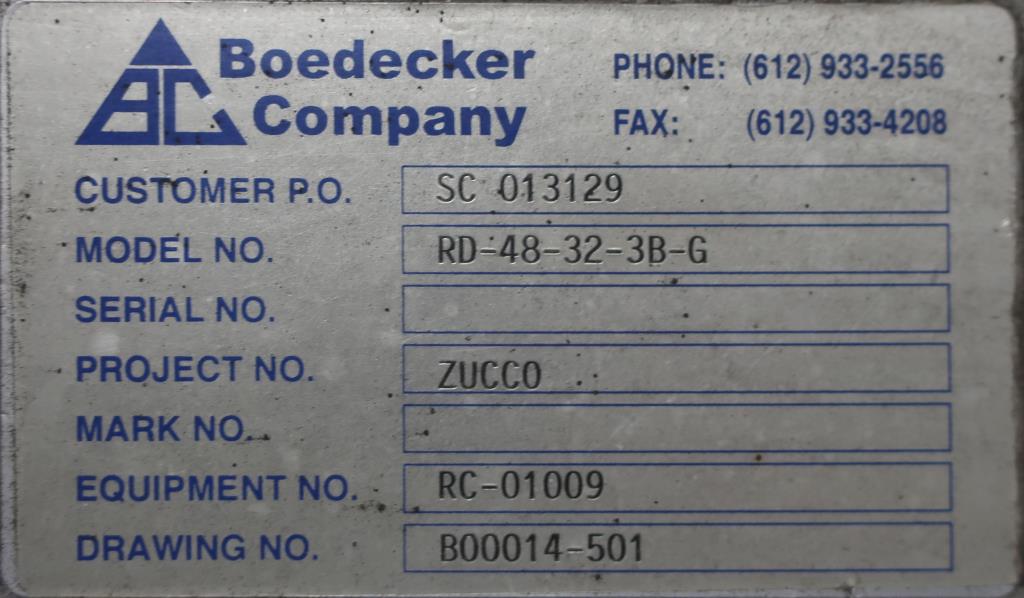 BC Boedecker Company
PHONE: (612) 933-2556
FAX: (612) 933-4208
CUSTOMER P.O. SC 013129
MODEL NO. RD-48-32-3B-G
SERIAL NO.
PROJECT NO. ZUCCO
MARK NO.
EQUIPMENT NO. RC-01009
DRAWING NO. B00014-501